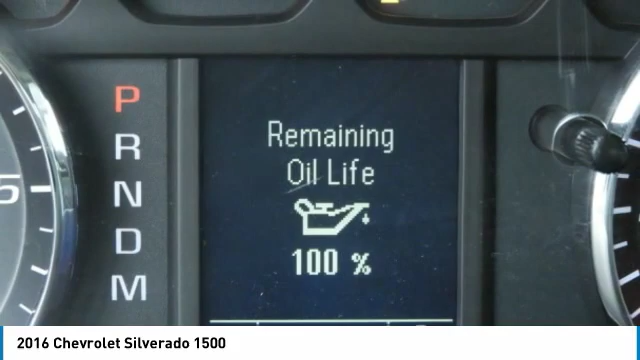 P
R
N
D
M
Remaining
Oil Life
100 %
2016 Chevrolet Silverado 1500